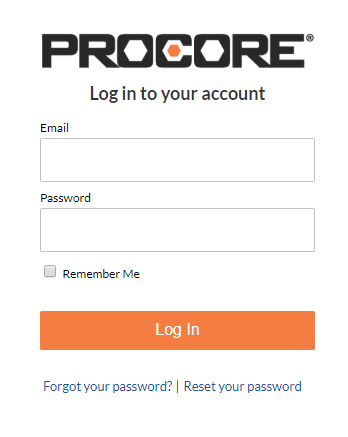 PROCORE®
Log in to your account
Email
Password
Remember Me
Log In
Forgot your password? | Reset your password